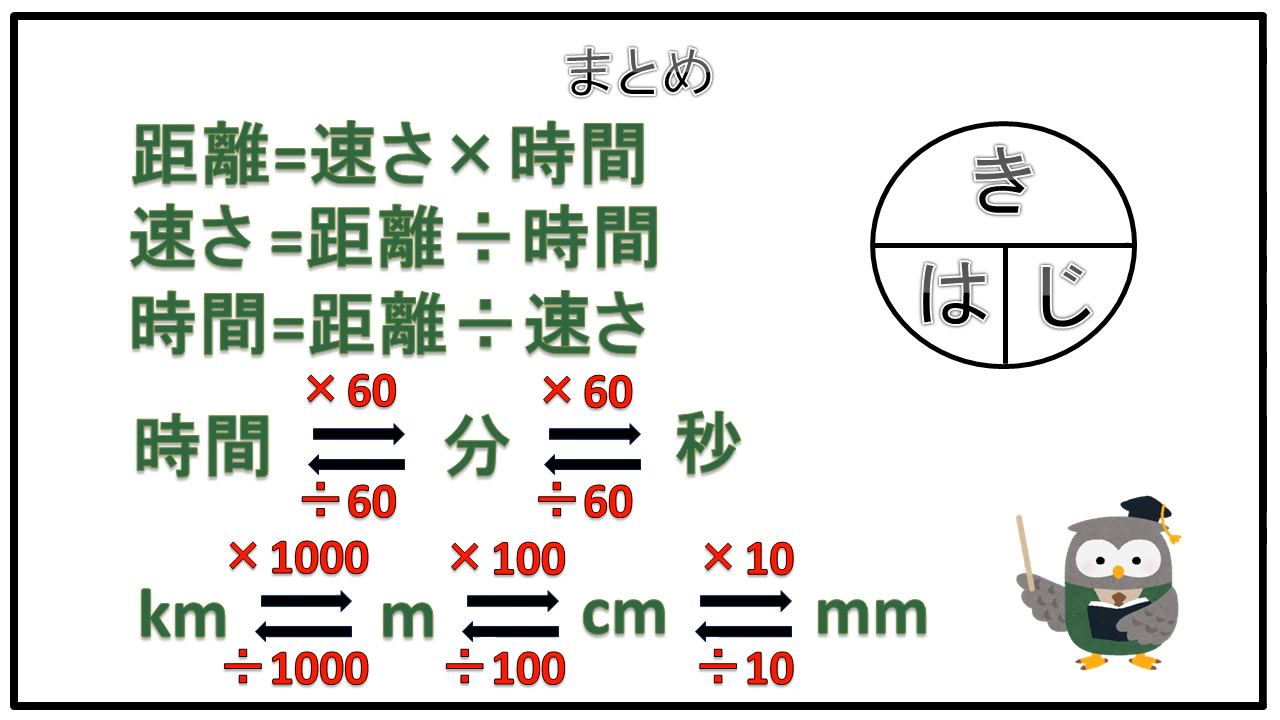 まとめ
距離=速さ×時間
速さ=距離÷時間
時間=距離÷速さ
き
は じ
×60 ×60
時間 分 秒
÷60 ÷60
×1000 ×100 ×10
km m cm mm
÷1000 ÷100 ÷10